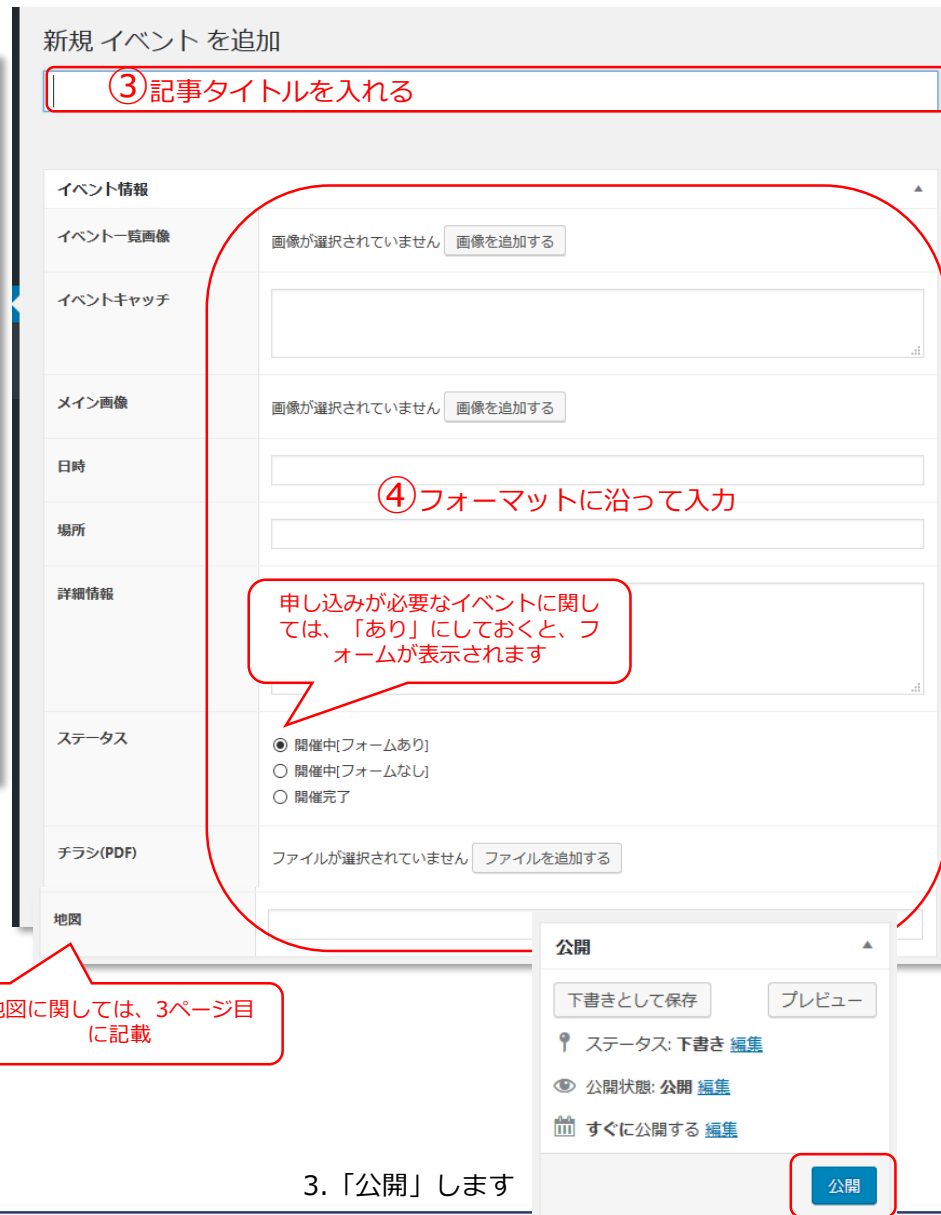 新規 イベント を追加
③記事タイトルを入れる
イベント情報
イベント一覧画像
画像が選択されていません 画像を追加する
イベントキャッチ
メイン画像
画像が選択されていません 画像を追加する
日時
④フォーマットに沿って入力
場所
詳細情報
申し込みが必要なイベントに関し
ては、「あり」にしておくと、フ
ォームが表示されます
ステータス
開催中[フォームあり]
開催中[フォームなし]
開催完了
チラシ(PDF)
ファイルが選択されていません ファイルを追加する
地図
図に関しては、3ページ目
に記載
公開
下書きとして保存 プレビュー
ステータス: 下書き 編集
公開状態: 公開 編集
すぐに公開する 編集
3.「公開」します
公開